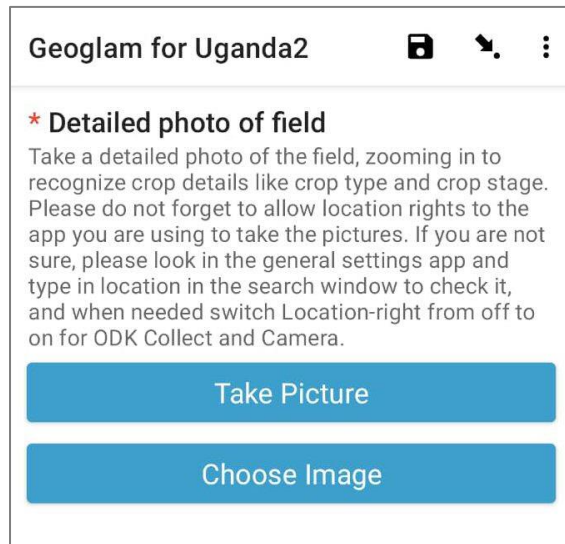 Geoglam for Uganda2
* Detailed photo of field
Take a detailed photo of the field, zooming in to
recognize crop details like crop type and crop stage.
Please do not forget to allow location rights to the
app you are using to take the pictures. If you are not
sure, please look in the general settings app and
type in location in the search window to check it,
and when needed switch Location-right from off to
on for ODK Collect and Camera.
Take Picture
Choose Image